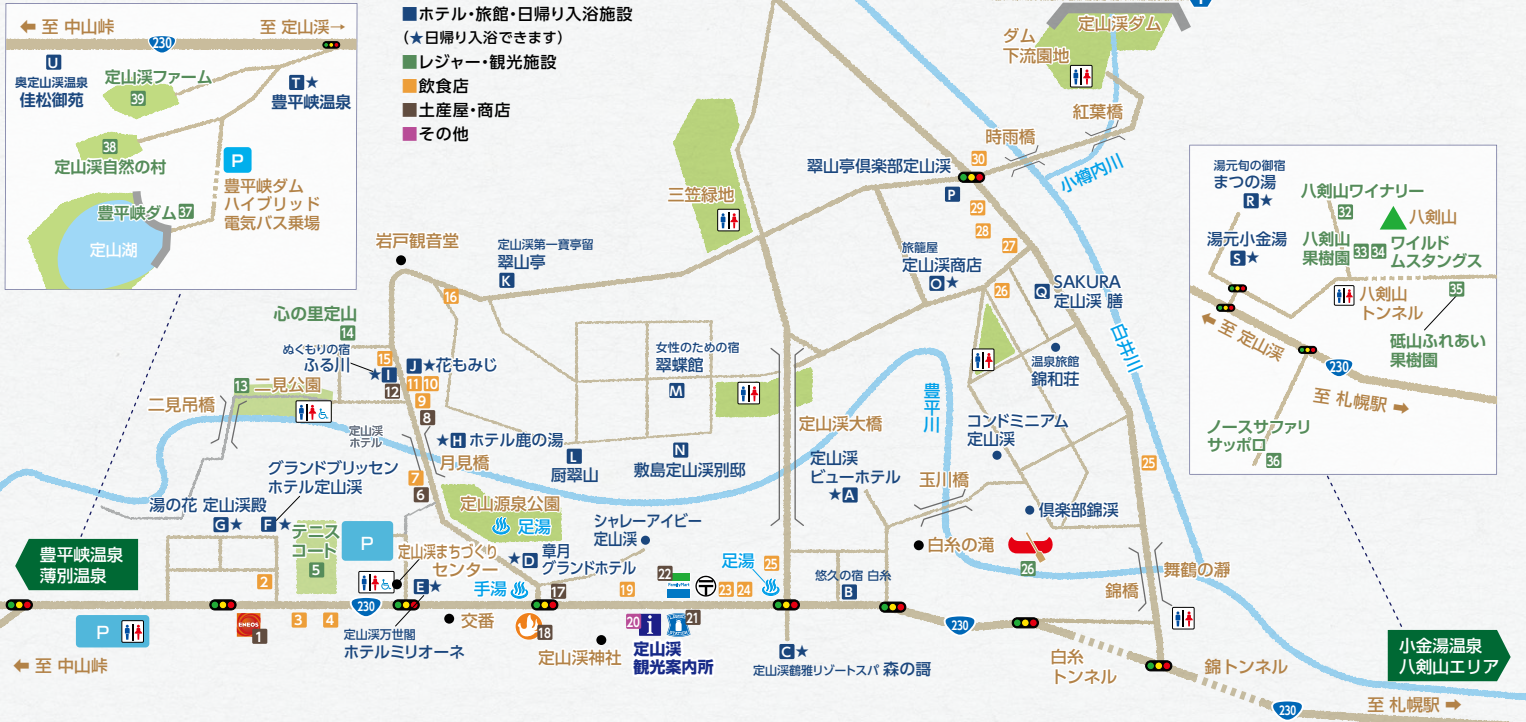 ← 至 中山峠
至 定山渓→
230
U
奥定山渓温泉
佳松御苑
定山渓ファーム
39
T★
豊平峡温泉
38
定山渓自然の村
P
豊平峡ダム
ハイブリッド
電気バス乗場
豊平峡ダム 37
定山湖
■ホテル・旅館・日帰り入浴施設
(★日帰り入浴できます)
■レジャー・観光施設
■飲食店
■土産屋・商店
■その他
定山渓ダム
ダム
下流園地
紅葉橋
時雨橋
小樽内川
30
翠山亭倶楽部定山渓
P
29
28
27
三笠緑地
岩戸観音堂
定山渓第一寶亭留
翠山亭
K
旅籠屋
定山渓商店
O★
26
Q
SAKURA
定山渓 膳
白井川
湯元旬の御宿
まつの湯
R★
湯元小金湯
S★
八剣山ワイナリー
32
八剣山
八剣山
果樹園
33 34
ワイルド
ムスタングス
35
八剣山
トンネル
← 至 定山渓
砥山ふれあい
果樹園
230
至 札幌駅 →
ノースサファリ
サッポロ
36
16
心の里定山
14
ぬくもりの宿
ふる川
★I
15
J★花もみじ
12
11 10
9
8
13
二見公園
二見吊橋
定山渓
ホテル
月見橋
★H ホテル鹿の湯
L
厨翠山
女性のための宿
翠蝶館
M
N
敷島定山渓別邸
定山渓大橋
豊平川
温泉旅館
錦和荘
コンドミニアム
定山渓
定山渓
ビューホテル
★A
玉川橋
25
倶楽部錦渓
グランドブリッセン
ホテル定山渓
湯の花 定山渓殿
G★
F★
7
6
定山源泉公園
足湯
シャレーアイビー
定山渓
白糸の滝
26
舞鶴の瀞
錦橋
豊平峡温泉
薄別温泉
テニス
コート
5
P
定山渓まちづくり
センター
E★
★D 章月
グランドホテル
手湯
足湯
25
悠久の宿 白糸
B
2
22
FamilyMart
23 24
19
17
230
P
ENEOS
1
3
4
定山渓万世閣
ホテルミリオーネ
交番
18
定山渓神社
20
i
21
定山渓
観光案内所
C★
定山渓鶴雅リゾートスパ 森の謌
230
白糸
トンネル
錦トンネル
230
小金湯温泉
八剣山エリア
← 至 中山峠
至 札幌駅 →